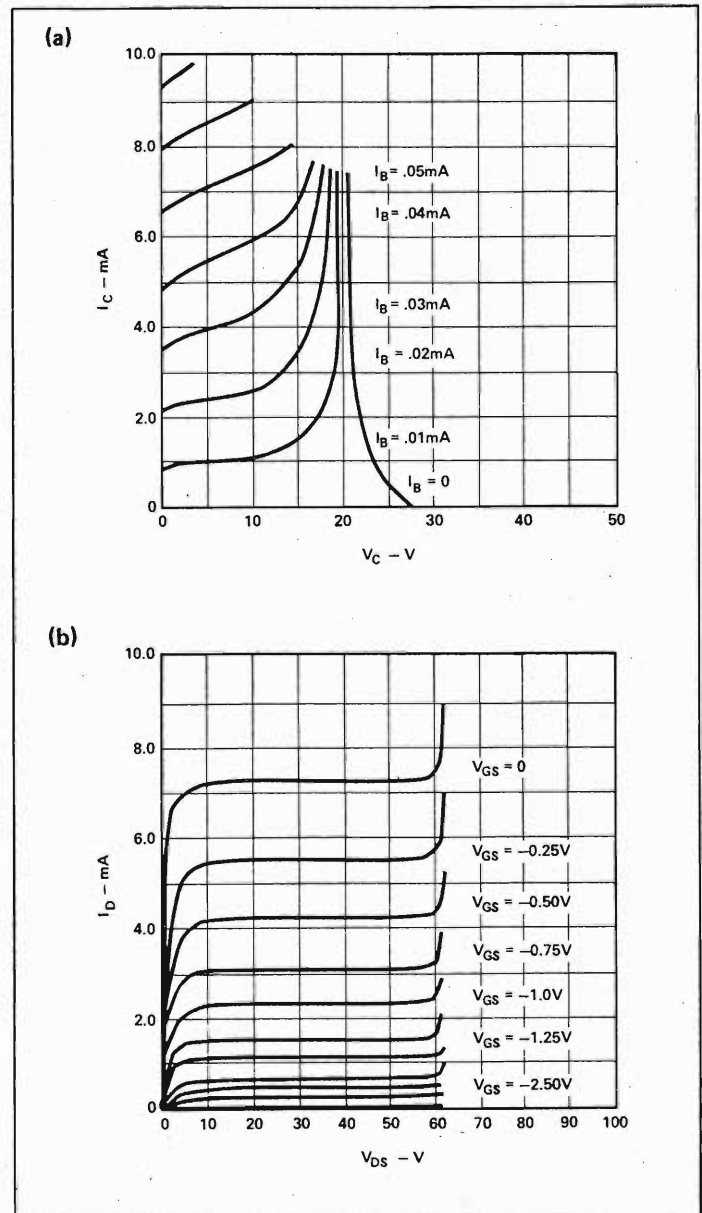 (a)
10.0
8.0
6.0
4.0
2.0
0
I_C – mA
I_B = .05mA
I_B = .04mA
I_B = .03mA
I_B = .02mA
I_B = .01mA
I_B = 0
0 10 20 30 40 50
V_C – V
(b)
10.0
8.0
6.0
4.0
2.0
0
I_D – mA
V_GS = 0
V_GS = –0.25V
V_GS = –0.50V
V_GS = –0.75V
V_GS = –1.0V
V_GS = –1.25V
V_GS = –2.50V
0 10 20 30 40 50 60 70 80 90 100
V_DS – V